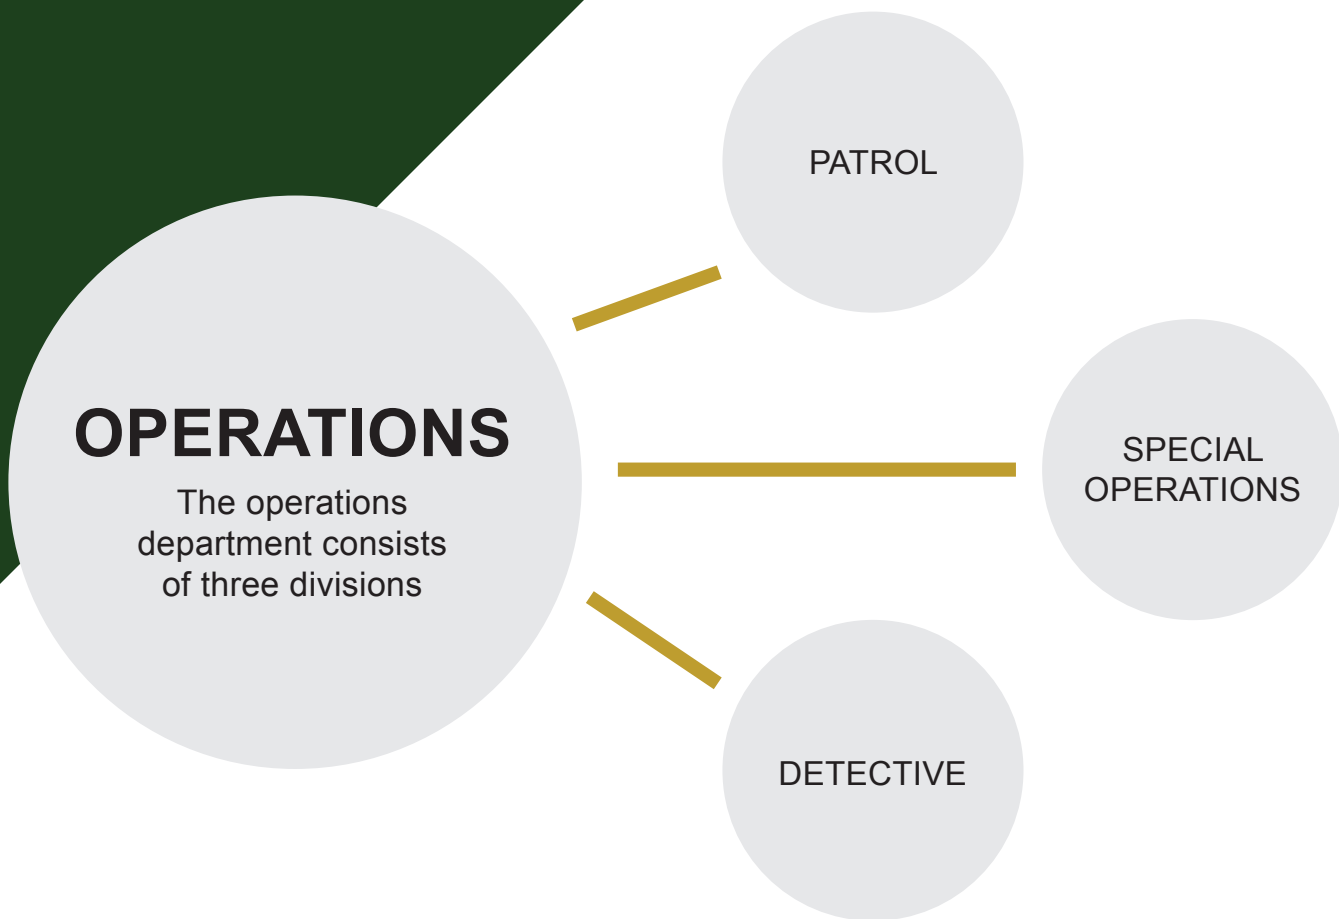 PATROL
OPERATIONS
The operations
department consists
of three divisions
SPECIAL
OPERATIONS
DETECTIVE